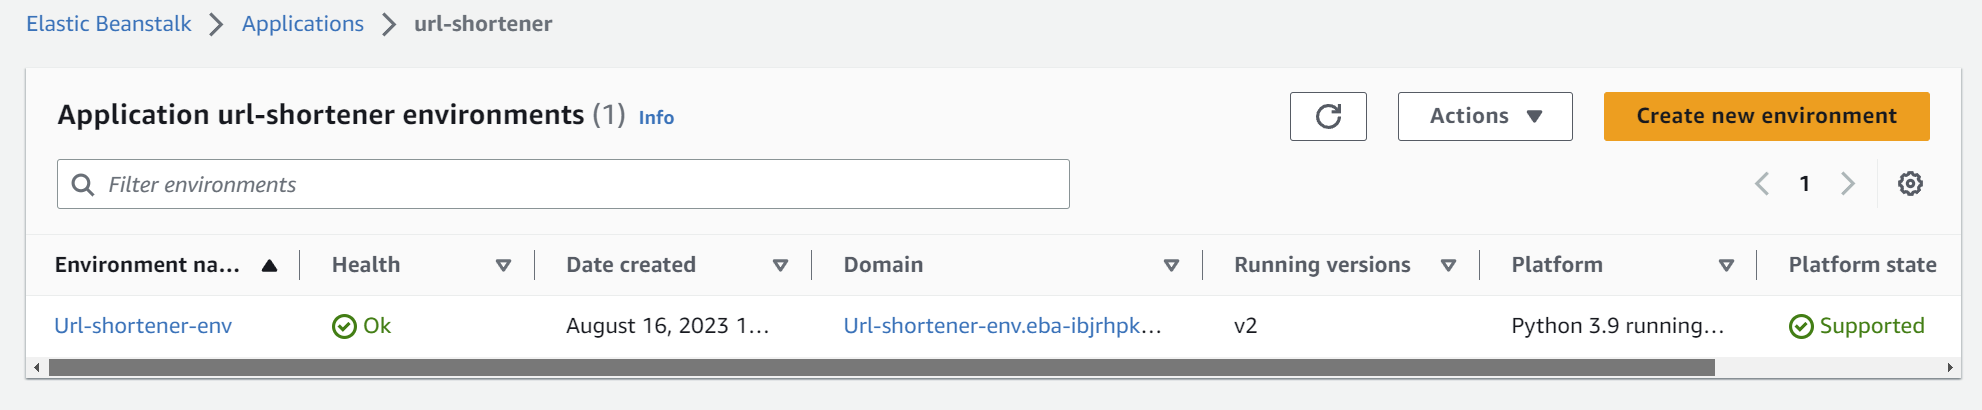 Elastic Beanstalk > Applications > url-shortener
Application url-shortener environments (1) Info
Actions
Create new environment
Filter environments
1
Environment na... Health Date created Domain Running versions Platform Platform state
Url-shortener-env Ok August 16, 2023 1... Url-shortener-env.eba-ibjrhpk... v2 Python 3.9 running... Supported